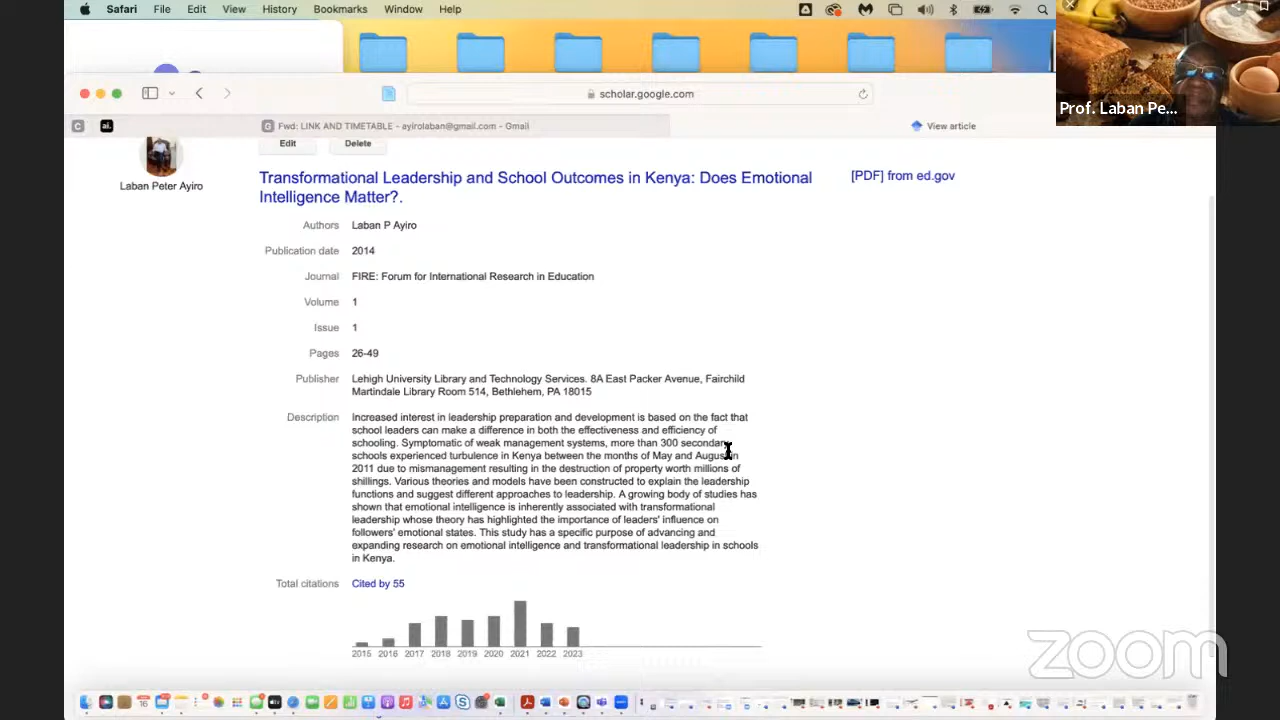 Safari File Edit View History Bookmarks Window Help
scholar.google.com
Fwd: LINK AND TIMETABLE - ayirolaban@gmail.com - Gmail
View article
Prof. Laban Pe...
Edit Delete
Laban Peter Ayiro
Transformational Leadership and School Outcomes in Kenya: Does Emotional
Intelligence Matter?.
[PDF] from ed.gov
Authors Laban P Ayiro
Publication date 2014
Journal FIRE: Forum for International Research in Education
Volume 1
Issue 1
Pages 26-49
Publisher Lehigh University Library and Technology Services. 8A East Packer Avenue, Fairchild
Martindale Library Room 514, Bethlehem, PA 18015
Description Increased interest in leadership preparation and development is based on the fact that
school leaders can make a difference in both the effectiveness and efficiency of
schooling. Symptomatic of weak management systems, more than 300 secondary
schools experienced turbulence in Kenya between the months of May and August in
2011 due to mismanagement resulting in the destruction of property worth millions of
shillings. Various theories and models have been constructed to explain the leadership
functions and suggest different approaches to leadership. A growing body of studies has
shown that emotional intelligence is inherently associated with transformational
leadership whose theory has highlighted the importance of leaders' influence on
followers' emotional states. This study has a specific purpose of advancing and
expanding research on emotional intelligence and transformational leadership in schools
in Kenya.
Total citations Cited by 55
2015 2016 2017 2018 2019 2020 2021 2022 2023
zoom